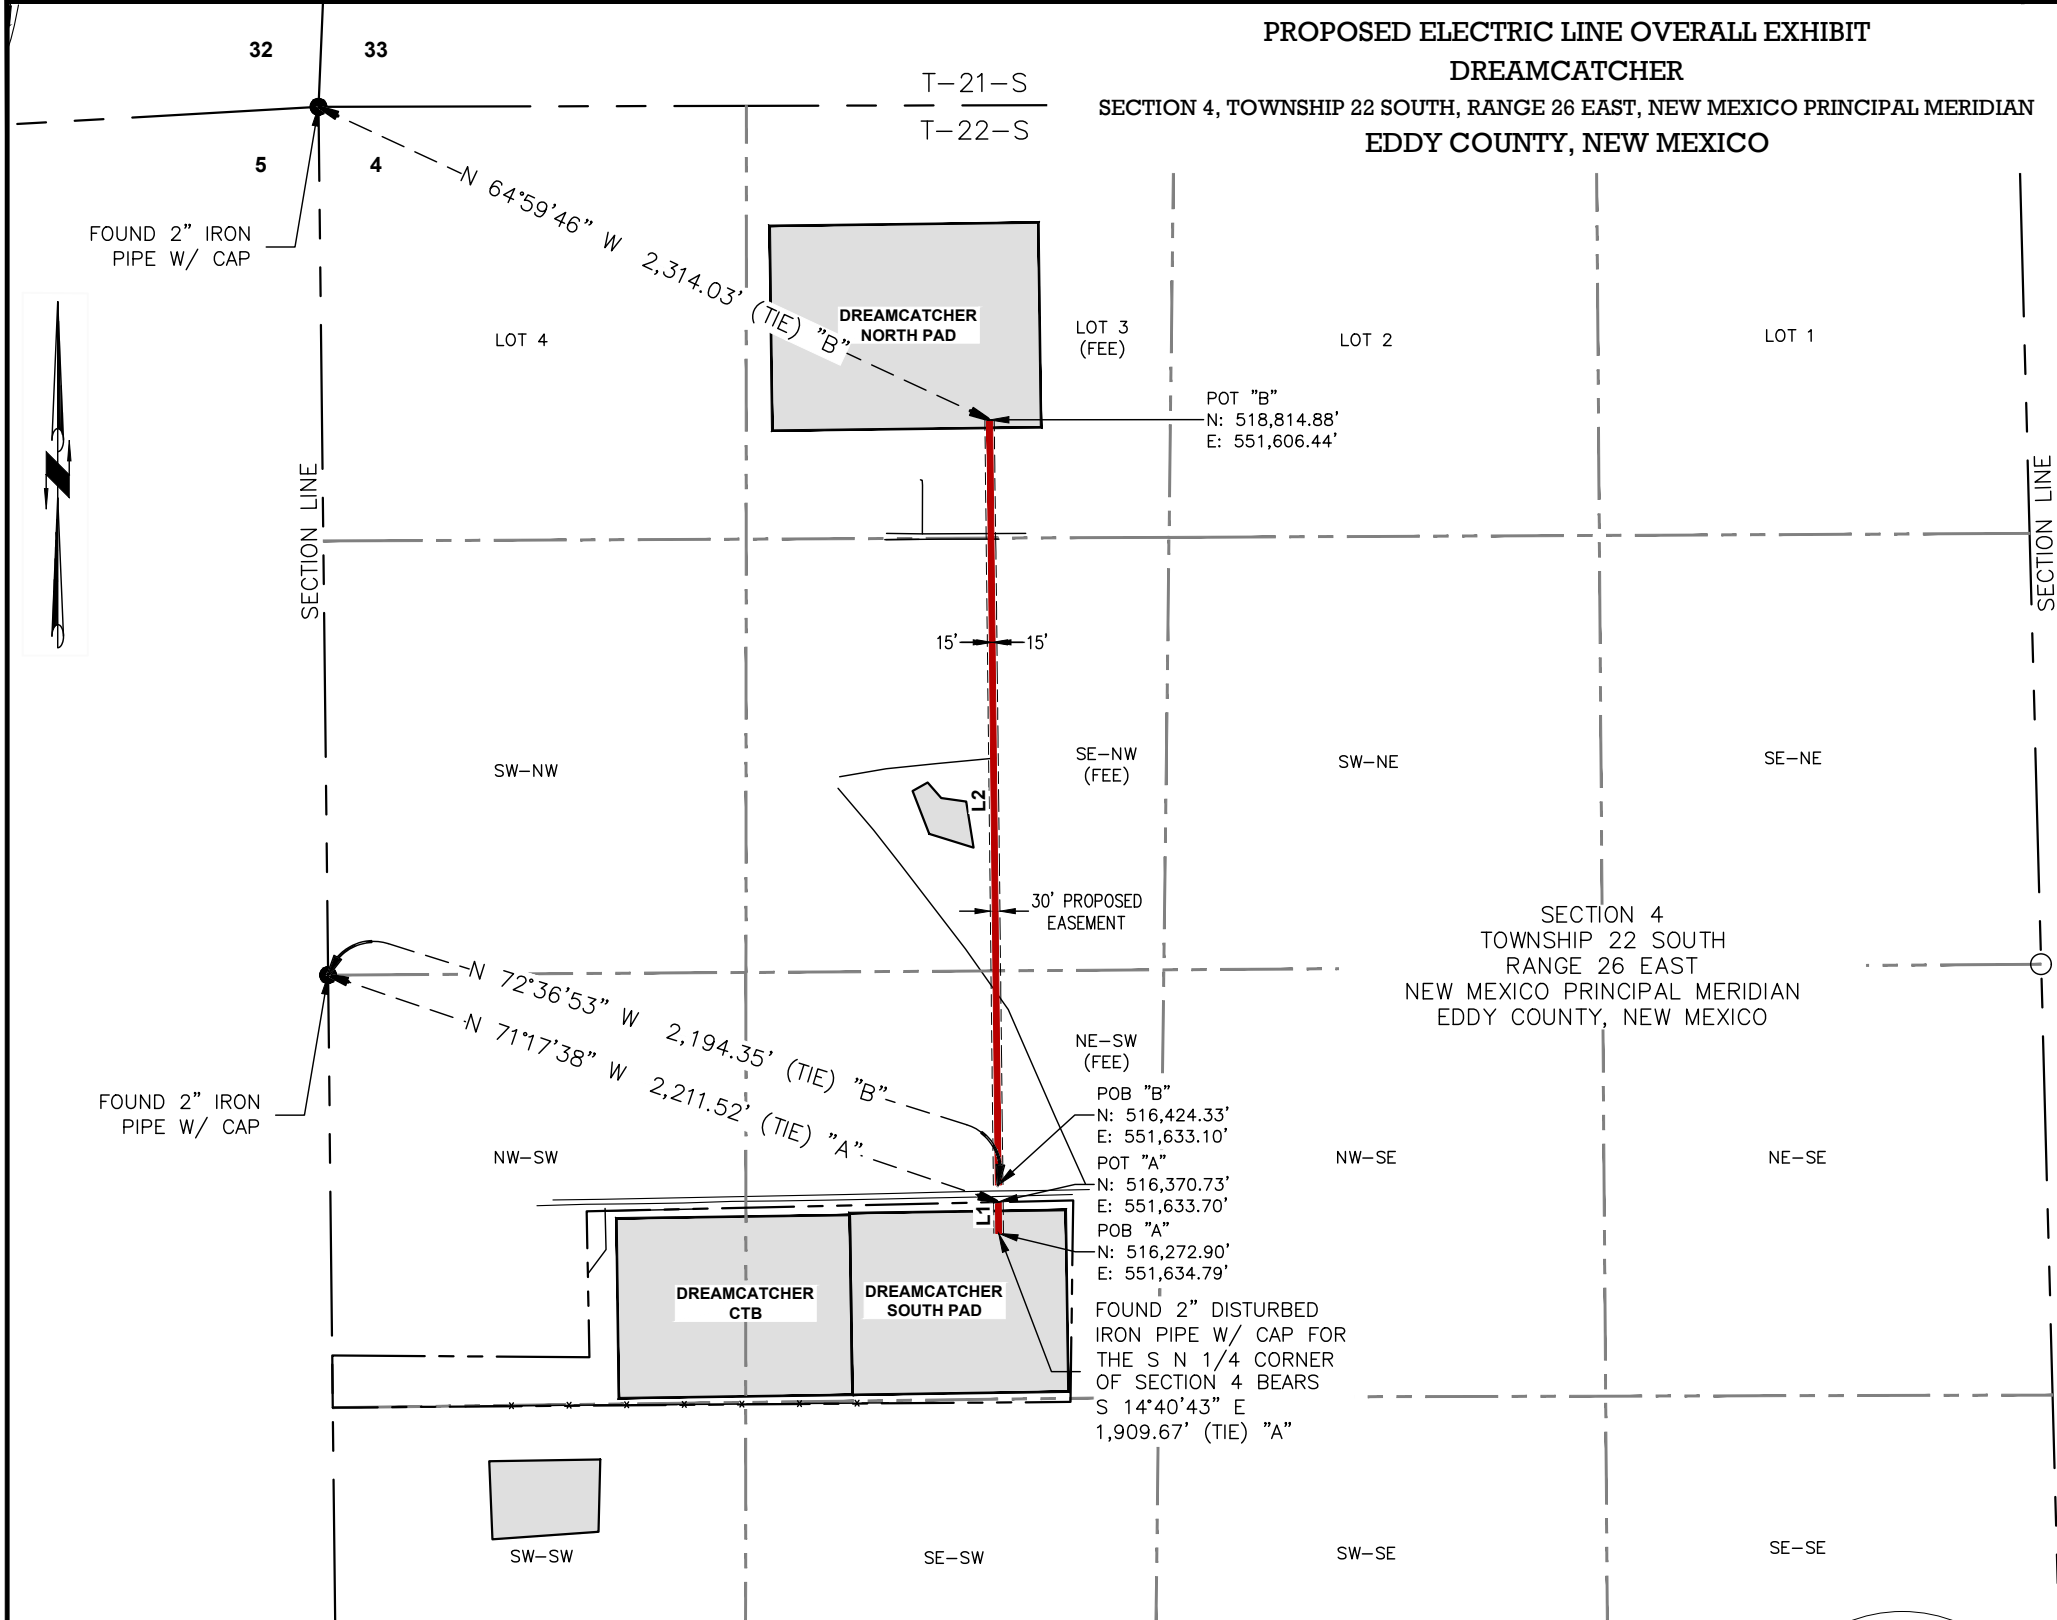 PROPOSED ELECTRIC LINE OVERALL EXHIBIT
DREAMCATCHER
SECTION 4, TOWNSHIP 22 SOUTH, RANGE 26 EAST, NEW MEXICO PRINCIPAL MERIDIAN
EDDY COUNTY, NEW MEXICO
32
33
T-21-S
T-22-S
5
4
FOUND 2" IRON
PIPE W/ CAP
N 64°59'46" W 2,314.03' (TIE) "B"
DREAMCATCHER
NORTH PAD
LOT 4
LOT 3
(FEE)
LOT 2
LOT 1
POT "B"
N: 518,814.88'
E: 551,606.44'
SECTION LINE
SECTION LINE
15'
15'
SW-NW
SE-NW
(FEE)
SW-NE
SE-NE
L2
30' PROPOSED
EASEMENT
SECTION 4
TOWNSHIP 22 SOUTH
RANGE 26 EAST
NEW MEXICO PRINCIPAL MERIDIAN
EDDY COUNTY, NEW MEXICO
N 72°36'53" W 2,194.35' (TIE) "B"
N 71°17'38" W 2,211.52' (TIE) "A"
FOUND 2" IRON
PIPE W/ CAP
NE-SW
(FEE)
POB "B"
N: 516,424.33'
E: 551,633.10'
POT "A"
N: 516,370.73'
E: 551,633.70'
POB "A"
N: 516,272.90'
E: 551,634.79'
NW-SW
NW-SE
NE-SE
L1
DREAMCATCHER
CTB
DREAMCATCHER
SOUTH PAD
FOUND 2" DISTURBED
IRON PIPE W/ CAP FOR
THE S N 1/4 CORNER
OF SECTION 4 BEARS
S 14°40'43" E
1,909.67' (TIE) "A"
SW-SW
SE-SW
SW-SE
SE-SE